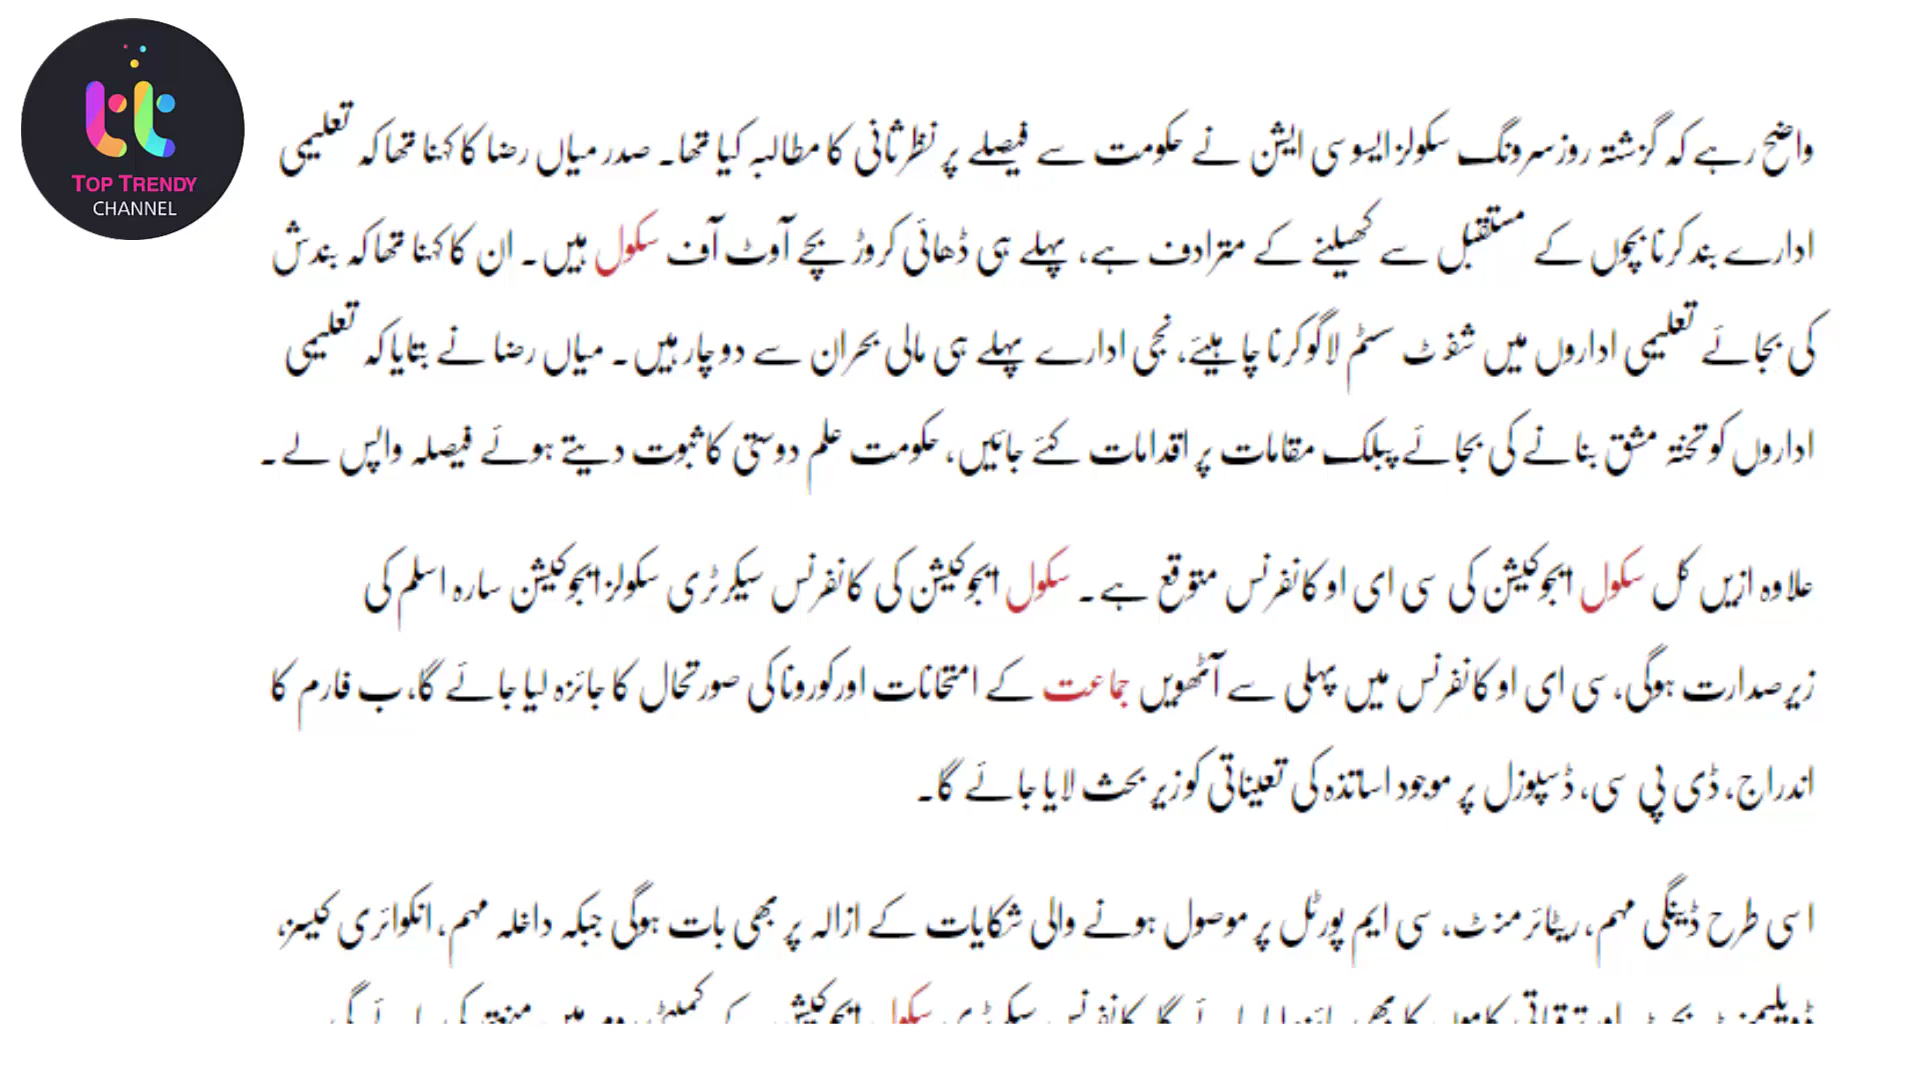 TOP TRENDY
CHANNEL
واضح رہے کہ گزشتہ روز سرونگ سکولز ایسوسی ایشن نے حکومت سے فیصلے پر نظرثانی کا مطالبہ کیا تھا۔ صدر میاں رضا کا کہنا تھا کہ تعلیمی
ادارے بند کرنا بچوں کے مستقبل سے کھیلنے کے مترادف ہے، پہلے ہی ڈھائی کروڑ بچے آوٹ آف سکول ہیں۔ ان کا کہنا تھا کہ بندش
کی بجائے تعلیمی اداروں میں شفٹ سسٹم لاگو کرنا چاہیئے، نجی ادارے پہلے ہی مالی بحران سے دوچار ہیں۔ میاں رضا نے بتایا کہ تعلیمی
اداروں کو تختہ مشق بنانے کی بجائے پبلک مقامات پر اقدامات کئے جائیں، حکومت علم دوستی کا ثبوت دیتے ہوئے فیصلہ واپس لے۔
علاوہ ازیں کل سکول ایجوکیشن کی سی ای او کانفرنس متوقع ہے۔ سکول ایجوکیشن کی کانفرنس سیکرٹری سکولز ایجوکیشن سارہ اسلم کی
زیر صدارت ہوگی، سی ای او کانفرنس میں پہلی سے آٹھویں جماعت کے امتحانات اور کورونا کی صورتحال کا جائزہ لیا جائے گا، ب فارم کا
اندراج، ڈی پی سی، ڈسپوزل پر موجود اساتذہ کی تعیناتی کو زیر بحث لایا جائے گا۔
اسی طرح ڈینگی مہم، ریٹائرمنٹ، سی ایم پورٹل پر موصول ہونے والی شکایات کے ازالہ پر بھی بات ہوگی جبکہ داخلہ مہم، انکوائری کیسز،